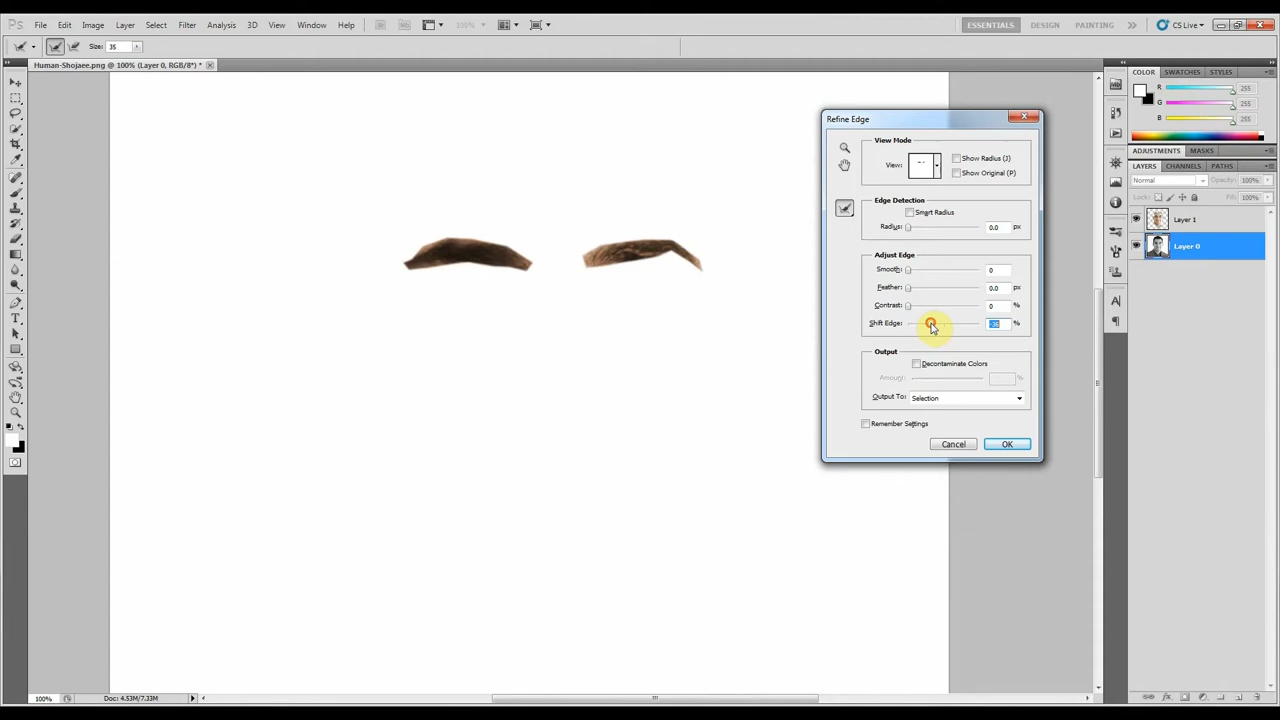 Ps File Edit Image Layer Select Filter Analysis 3D View Window Help 100% ESSENTIALS DESIGN PAINTING CS Live
Size: 35
Human-Shojaee.png @ 100% (Layer 0, RGB/8*) *
COLOR SWATCHES STYLES
R 255
G 255
B 255
ADJUSTMENTS MASKS
LAYERS CHANNELS PATHS
Normal Opacity: 100%
Lock: Fill: 100%
Layer 1
Layer 0
Refine Edge
View Mode
View:
Show Radius (J)
Show Original (P)
Edge Detection
Smart Radius
Radius: 0.0 px
Adjust Edge
Smooth: 0
Feather: 0.0 px
Contrast: 0 %
Shift Edge: %
Output
Decontaminate Colors
Amount: %
Output To: Selection
Remember Settings
Cancel OK
100% Doc: 4.53M/7.33M